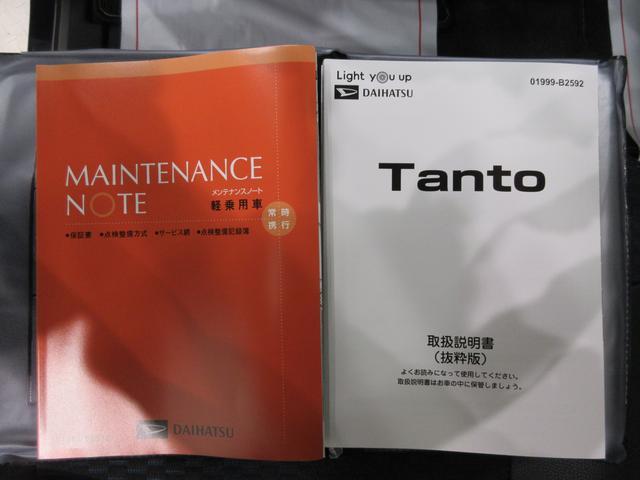 MAINTENANCE
NOTE
メンテナンスノート
軽乗用車
常時
携行
●保証書 ●点検整備方式 ●サービス網 ●点検整備記録簿
DAIHATSU
Light you up
DAIHATSU
01999-B2592
Tanto
取扱説明書
(抜粋版)
よくお読みになって使用してください。
取扱説明書はお車の中に保管しましょう。